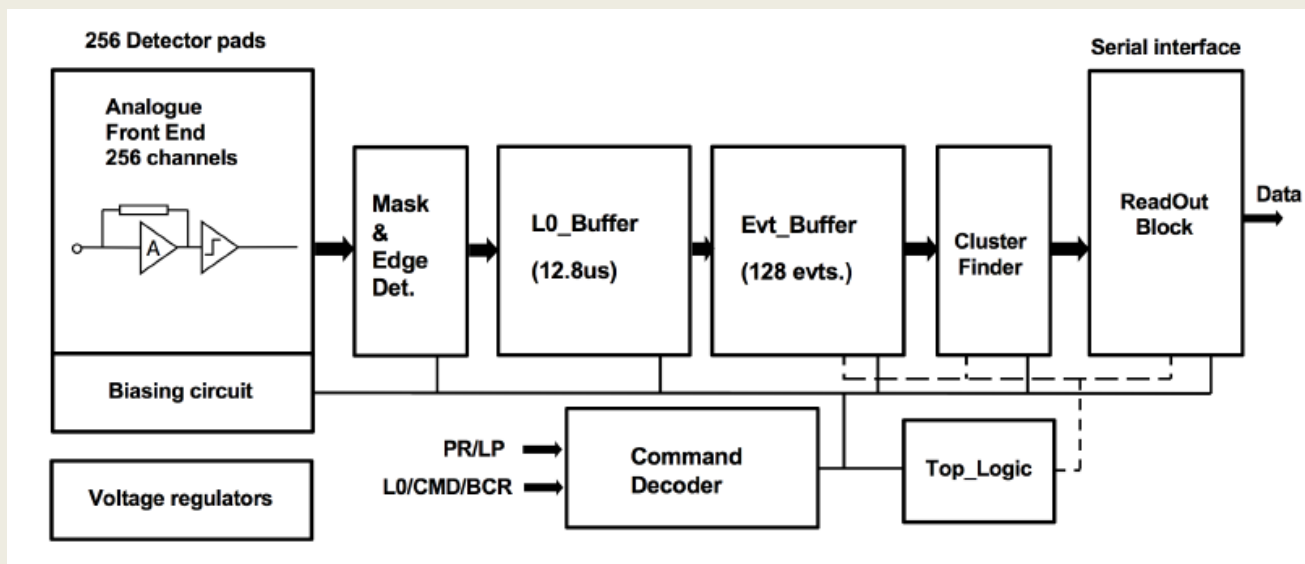 256 Detector pads
Serial interface
Analogue
Front End
256 channels
A
Mask
&
Edge
Det.
L0_Buffer
(12.8us)
Evt_Buffer
(128 evts.)
Cluster
Finder
ReadOut
Block
Data
Biasing circuit
PR/LP
L0/CMD/BCR
Command
Decoder
Top_Logic
Voltage regulators